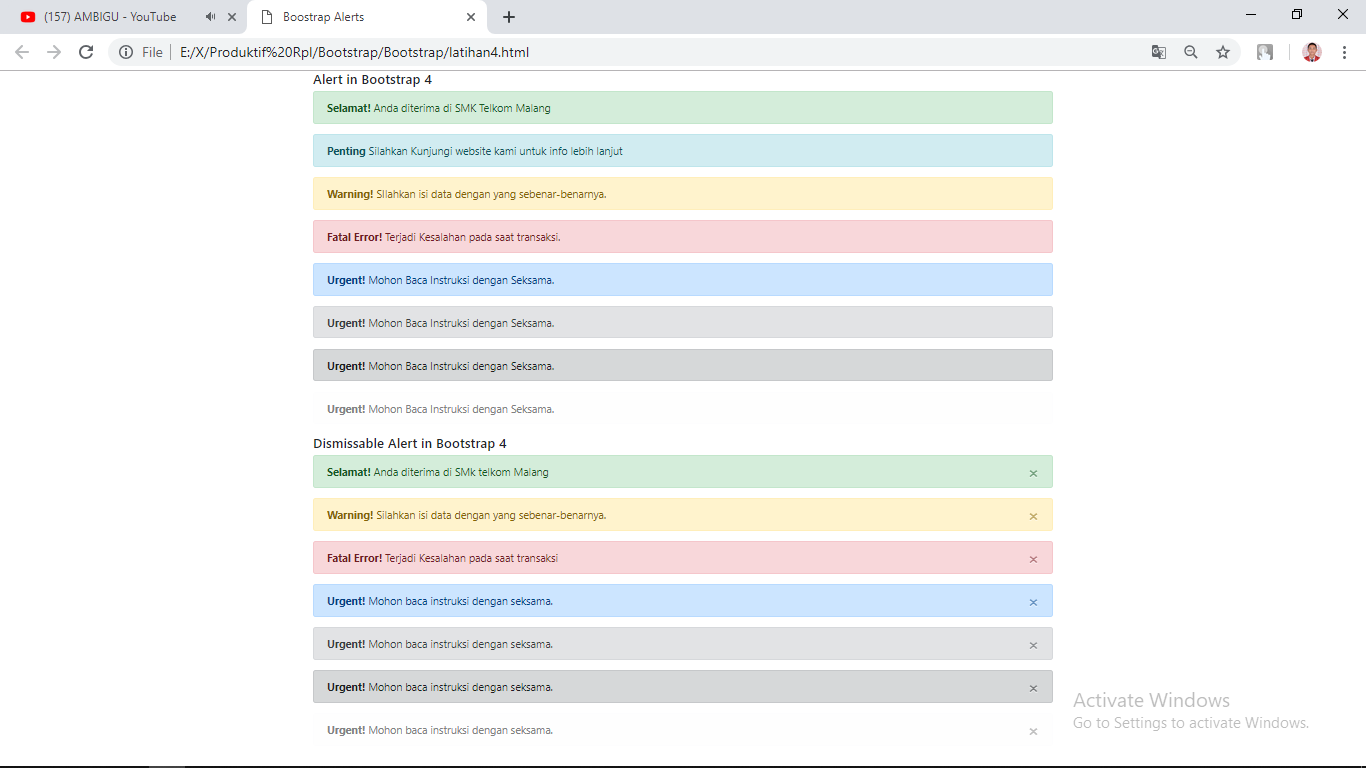 (157) AMBIGU - YouTube
Boostrap Alerts
File
E:/X/Produktif%20Rpl/Bootstrap/Bootstrap/latihan4.html
Alert in Bootstrap 4
Selamat! Anda diterima di SMK Telkom Malang
Penting Silahkan Kunjungi website kami untuk info lebih lanjut
Warning! Silahkan isi data dengan yang sebenar-benarnya.
Fatal Error! Terjadi Kesalahan pada saat transaksi.
Urgent! Mohon Baca Instruksi dengan Seksama.
Urgent! Mohon Baca Instruksi dengan Seksama.
Urgent! Mohon Baca Instruksi dengan Seksama.
Urgent! Mohon Baca Instruksi dengan Seksama.
Dismissable Alert in Bootstrap 4
Selamat! Anda diterima di SMk telkom Malang
Warning! Silahkan isi data dengan yang sebenar-benarnya.
Fatal Error! Terjadi Kesalahan pada saat transaksi
Urgent! Mohon baca instruksi dengan seksama.
Urgent! Mohon baca instruksi dengan seksama.
Urgent! Mohon baca instruksi dengan seksama.
Urgent! Mohon baca instruksi dengan seksama.
Activate Windows
Go to Settings to activate Windows.